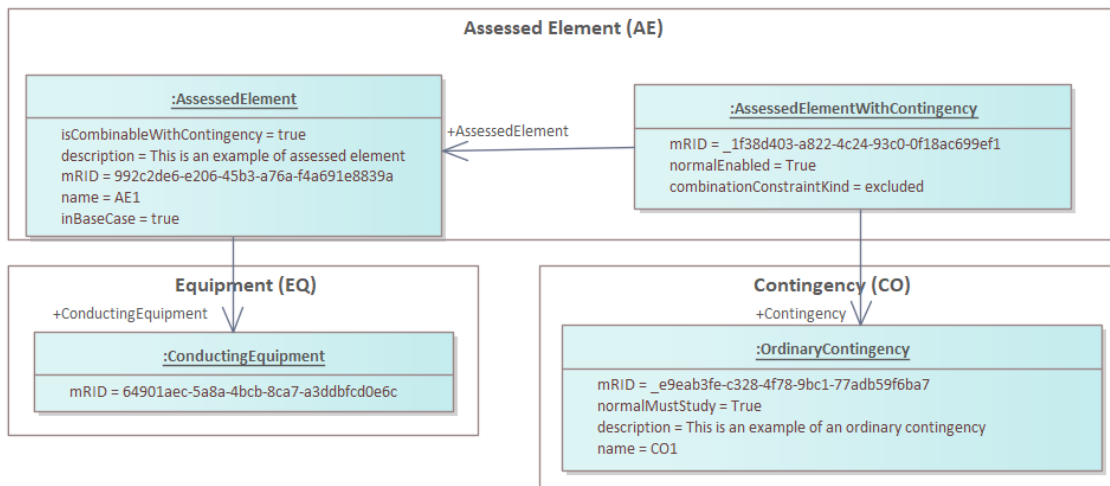 Assessed Element (AE)
:AssessedElement
isCombinableWithContingency = true
description = This is an example of assessed element
mRID = 992c2de6-e206-45b3-a76a-f4a691e8839a
name = AE1
inBaseCase = true
+AssessedElement
:AssessedElementWithContingency
mRID = _1f38d403-a822-4c24-93c0-0f18ac699ef1
normalEnabled = True
combinationConstraintKind = excluded
Equipment (EQ)
+ConductingEquipment
:ConductingEquipment
mRID = 64901aec-5a8a-4bcb-8ca7-a3ddbfcd0e6c
Contingency (CO)
+Contingency
:OrdinaryContingency
mRID = _e9eab3fe-c328-4f78-9bc1-77adb59f6ba7
normalMustStudy = True
description = This is an example of an ordinary contingency
name = CO1